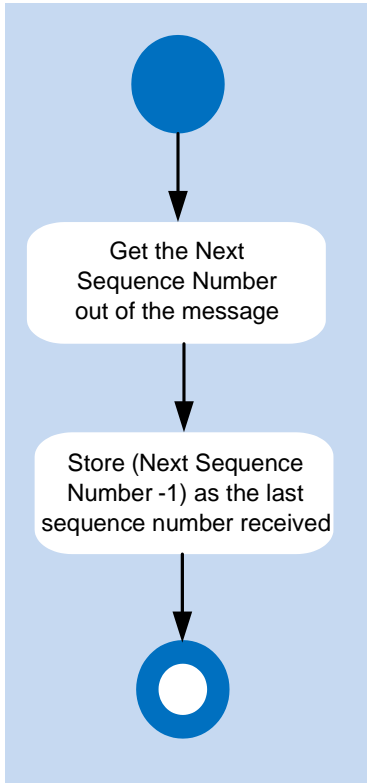 Get the Next
Sequence Number
out of the message
Store (Next Sequence
Number -1) as the last
sequence number received